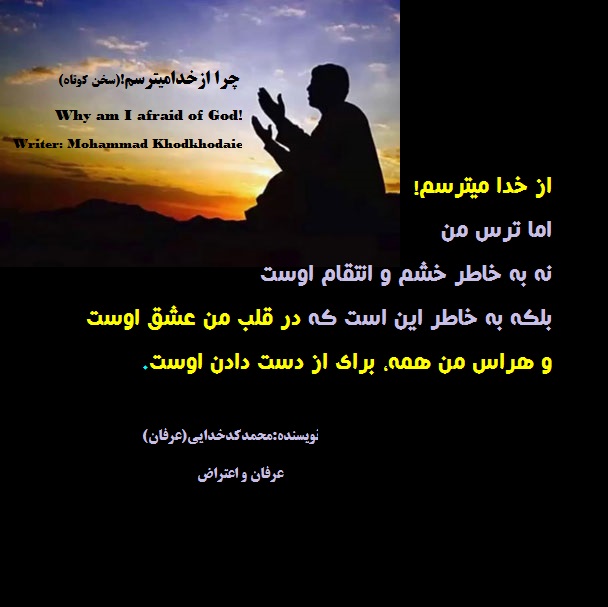 چرا ازخدامیترسم!(سخن کوتاه)
Why am I afraid of God!
Writer: Mohammad Khodkhodaie
از خدا میترسم!
اما ترس من
نه به خاطر خشم و انتقام اوست
بلکه به خاطر این است که در قلب من عشق اوست
و هراس من همه، برای از دست دادن اوست.
نویسنده:محمدکدخدایی(عرفان)
عرفان و اعتراض